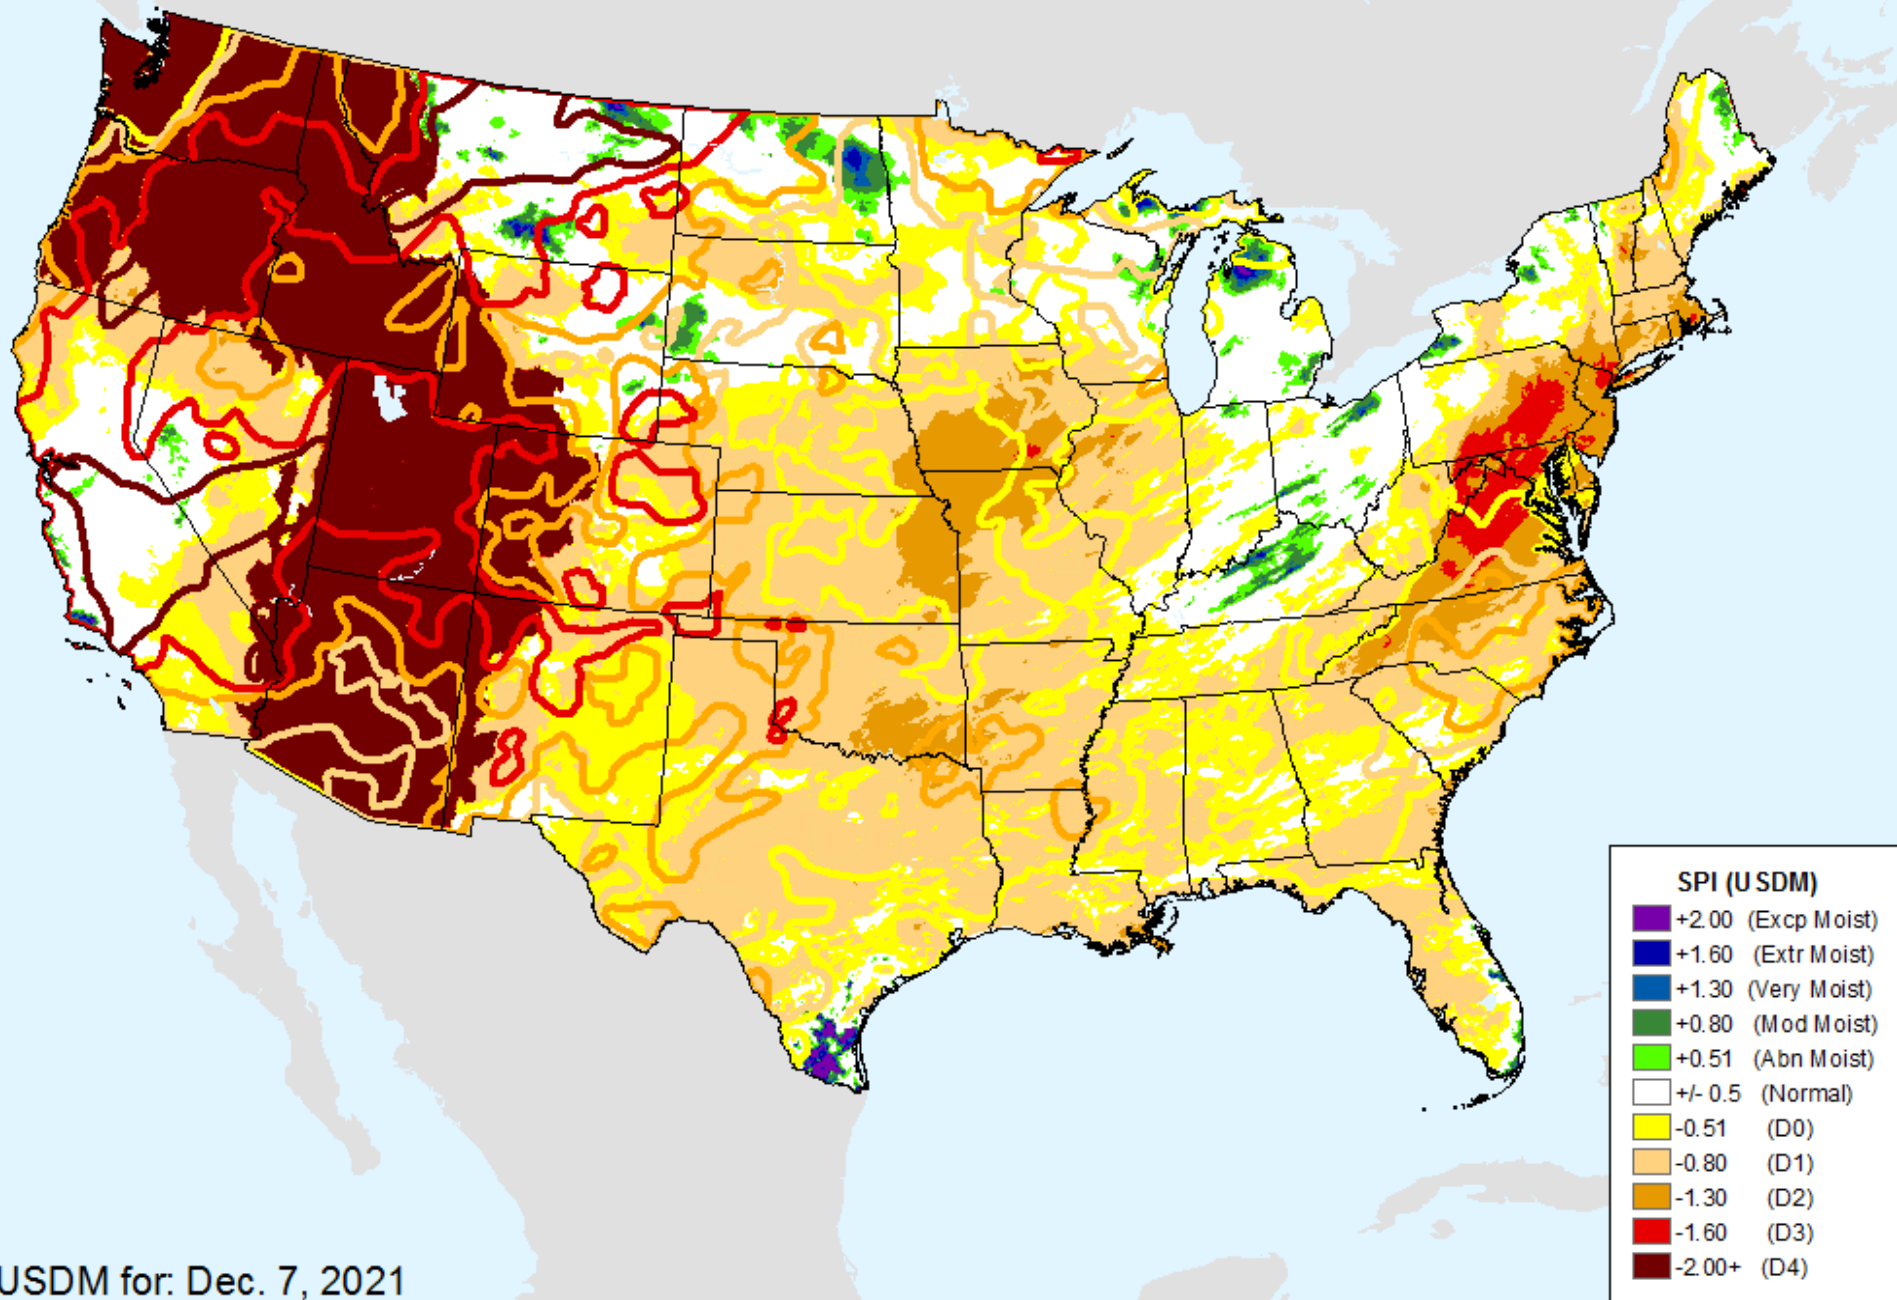 SPI (USDM)
+2.00 (Excp Moist)
+1.60 (Extr Moist)
+1.30 (Very Moist)
+0.80 (Mod Moist)
+0.51 (Abn Moist)
+/- 0.5 (Normal)
-0.51 (D0)
-0.80 (D1)
-1.30 (D2)
-1.60 (D3)
-2.00+ (D4)
USDM for: Dec. 7, 2021